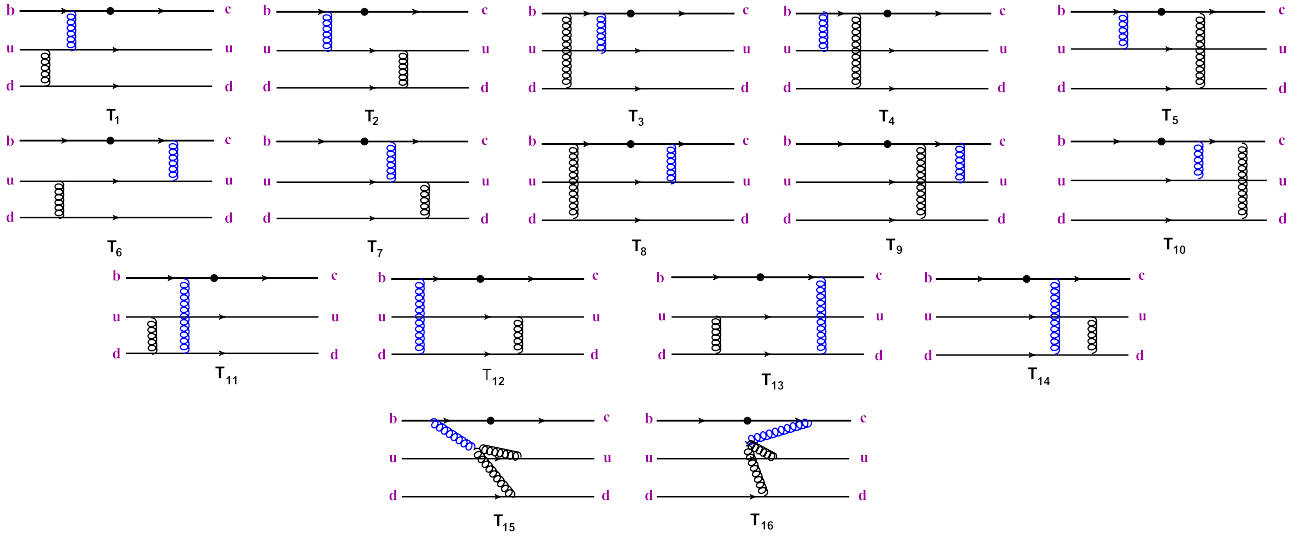 b c b c b c b c b c
u u u u u u u u u u
d d d d d d d d d d
T1 T2 T3 T4 T5
b c b c b c b c b c
u u u u u u u u u u
d d d d d d d d d d
T6 T7 T8 T9 T10
b c b c b c b c
u u u u u u u u
d d d d d d d d
T11 T12 T13 T14
b c b c
u u u u
d d d d
T15 T16